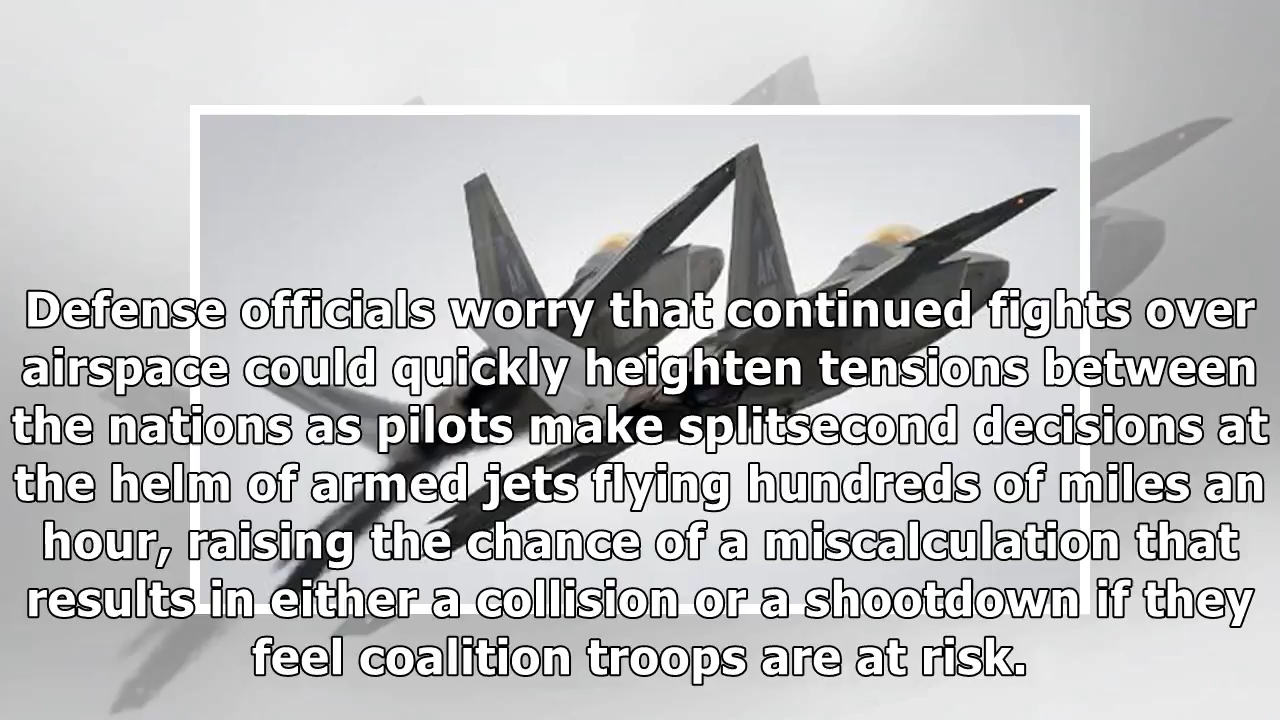 AK
AK
Defense officials worry that continued fights over
airspace could quickly heighten tensions between
the nations as pilots make splitsecond decisions at
the helm of armed jets flying hundreds of miles an
hour, raising the chance of a miscalculation that
results in either a collision or a shootdown if they
feel coalition troops are at risk.